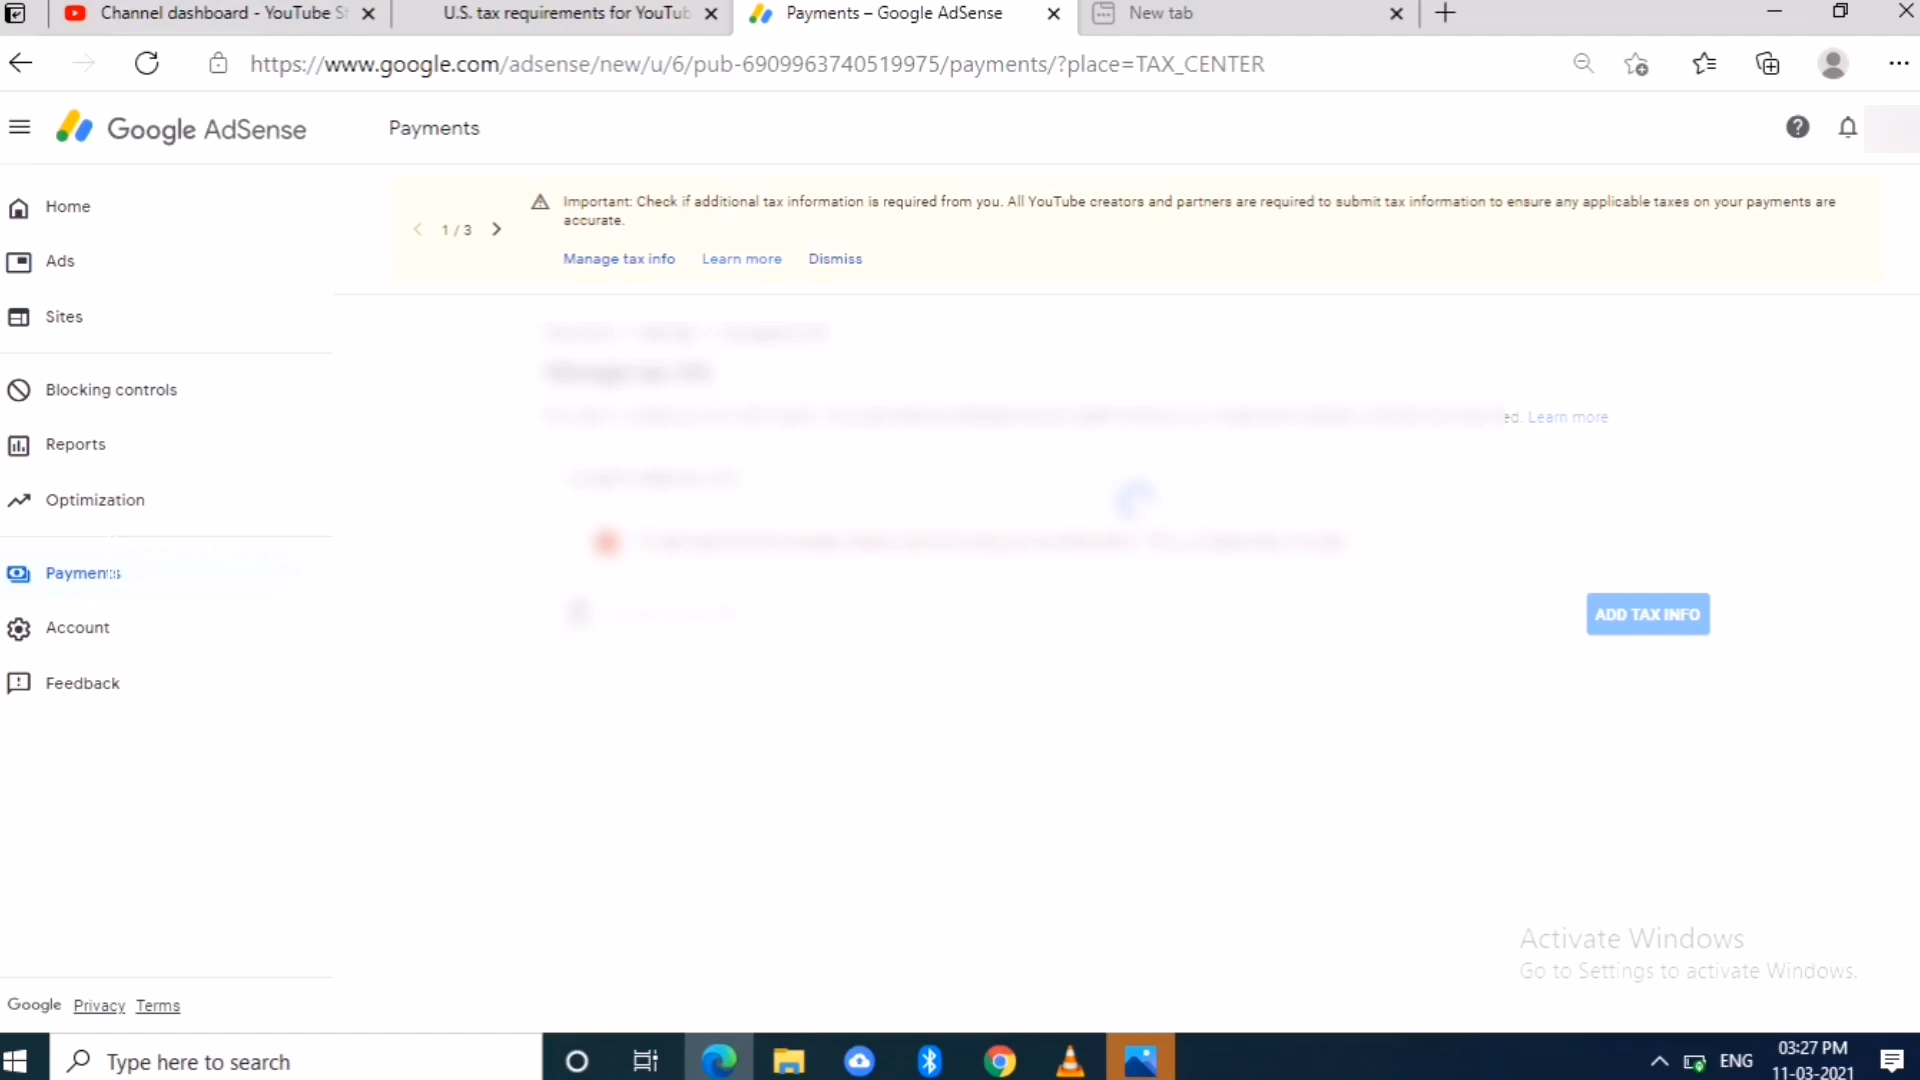 Channel dashboard - YouTube St
U.S. tax requirements for YouTub
Payments – Google AdSense
New tab
https://www.google.com/adsense/new/u/6/pub-6909963740519975/payments/?place=TAX_CENTER
Google AdSense
Payments
Home
Ads
Sites
Blocking controls
Reports
Optimization
Payments
Account
Feedback
1 / 3
Important: Check if additional tax information is required from you. All YouTube creators and partners are required to submit tax information to ensure any applicable taxes on your payments are
accurate.
Manage tax info Learn more Dismiss
ed. Learn more
ADD TAX INFO
Activate Windows
Go to Settings to activate Windows.
Google Privacy Terms
Type here to search
ENG
03:27 PM
11-03-2021